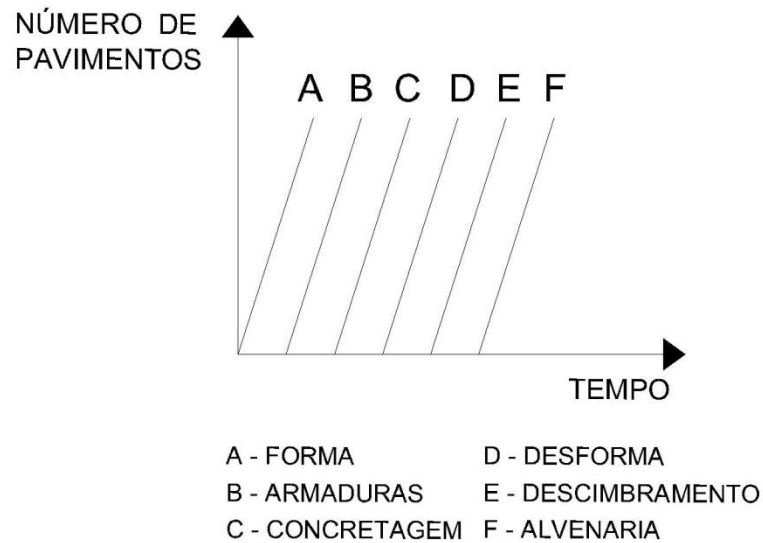 NÚMERO DE
PAVIMENTOS
A B C D E F
TEMPO
A - FORMA D - DESFORMA
B - ARMADURAS E - DESCIMBRAMENTO
C - CONCRETAGEM F - ALVENARIA